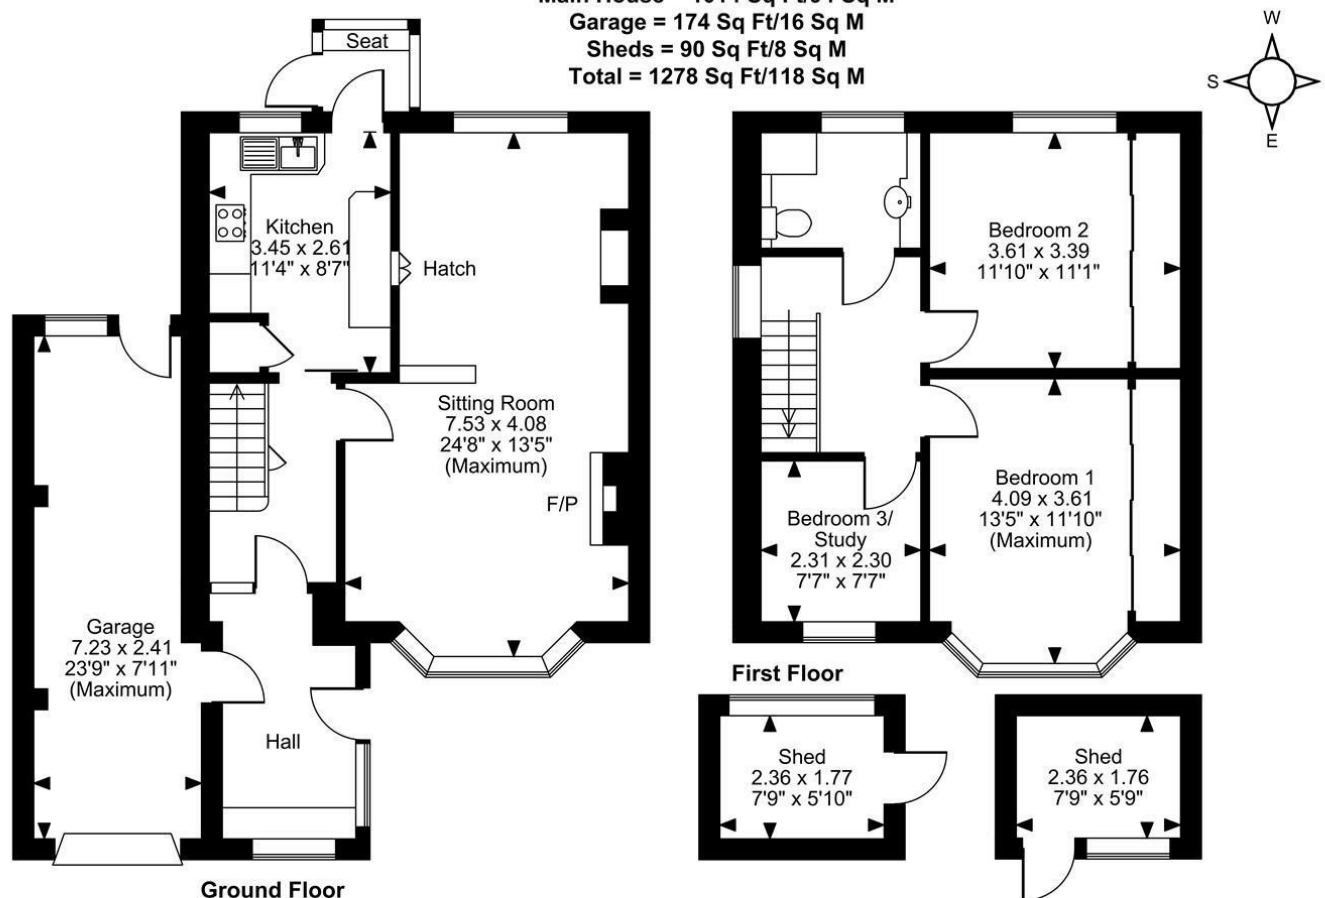 Garage = 174 Sq Ft/16 Sq M
Sheds = 90 Sq Ft/8 Sq M
Total = 1278 Sq Ft/118 Sq M
W
S
E
Seat
Kitchen
3.45 x 2.61
11'4" x 8'7"
Hatch
Sitting Room
7.53 x 4.08
24'8" x 13'5"
(Maximum)
F/P
Garage
7.23 x 2.41
23'9" x 7'11"
(Maximum)
Hall
Ground Floor
Bedroom 2
3.61 x 3.39
11'10" x 11'1"
Bedroom 1
4.09 x 3.61
13'5" x 11'10"
(Maximum)
Bedroom 3/
Study
2.31 x 2.30
7'7" x 7'7"
First Floor
Shed
2.36 x 1.77
7'9" x 5'10"
Shed
2.36 x 1.76
7'9" x 5'9"